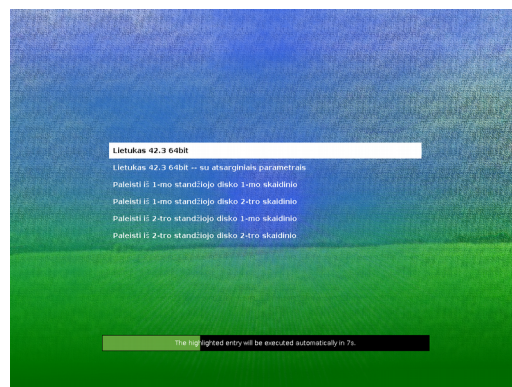 Lietukas 42.3 64bit
Lietukas 42.3 64bit -- su atsarginiais parametrais
Paleisti iš 1-mo standžiojo disko 1-mo skaidinio
Paleisti iš 1-mo standžiojo disko 2-tro skaidinio
Paleisti iš 2-tro standžiojo disko 1-mo skaidinio
Paleisti iš 2-tro standžiojo disko 2-tro skaidinio
The highlighted entry will be executed automatically in 7s.